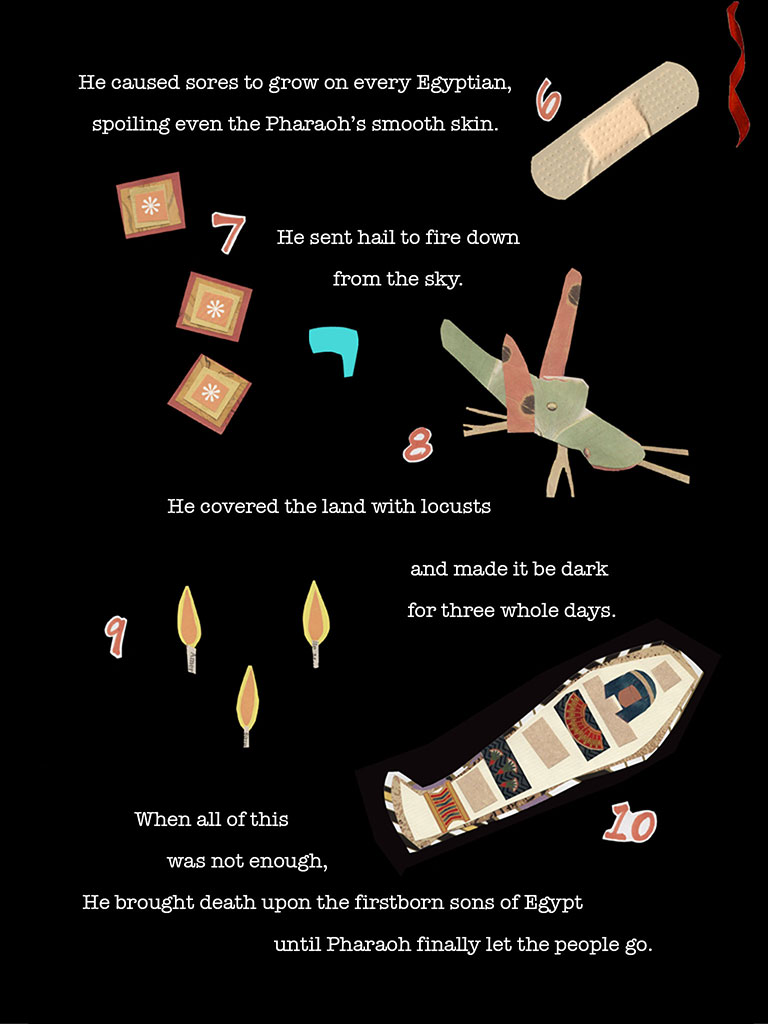 He caused sores to grow on every Egyptian,
6
spoiling even the Pharaoh’s smooth skin.
7
He sent hail to fire down
from the sky.
8
He covered the land with locusts
and made it be dark
for three whole days.
9
10
When all of this
was not enough,
He brought death upon the firstborn sons of Egypt
until Pharaoh finally let the people go.